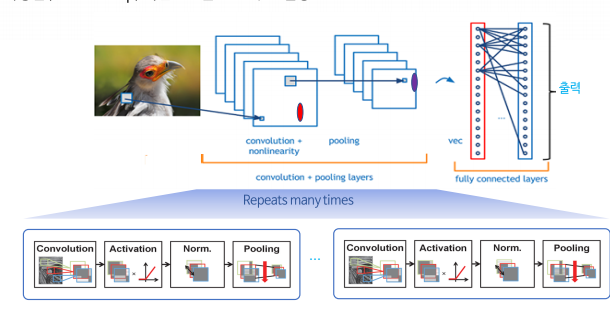 출력
convolution +
nonlinearity
pooling
vec
convolution + pooling layers
fully connected layers
...
Repeats many times
Convolution
Activation
Norm.
Pooling
...
Convolution
Activation
Norm.
Pooling